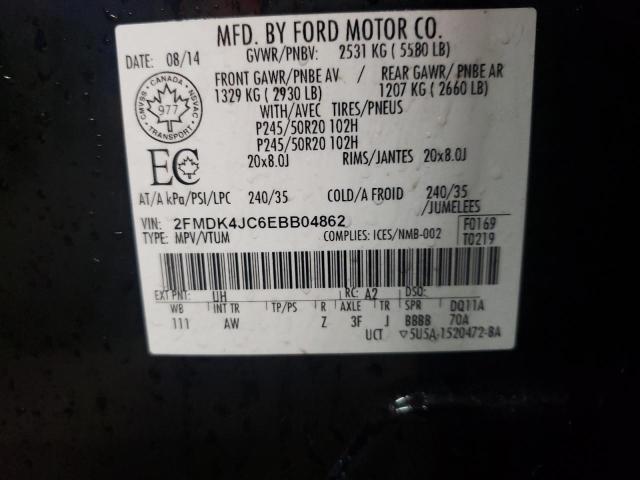 MFD. BY FORD MOTOR CO.
DATE: 08/14
GVWR/PNBV: 2531 KG ( 5580 LB)
FRONT GAWR/PNBE AV / REAR GAWR/ PNBE AR
1329 KG ( 2930 LB) 1207 KG ( 2660 LB)
WITH/AVEC TIRES/PNEUS
P245/50R20 102H
P245/50R20 102H
20x8.0J RIMS/JANTES 20x8.0J
CANADA
CMVSS NSVAC
977
TRANSPORT
EC
AT/A kPa/PSI/LPC 240/35 COLD/A FROID 240/35
/JUMELEES
VIN: 2FMDK4JC6EBB04862 F0169
TYPE: MPV/VTUM COMPLIES: ICES/NMB-002 T0219
EXT PNT: UH RC: A2 DSO:
WB INT TR TP/PS R AXLE TR SPR DQ11A
111 AW Z 3F J BBBB 70A
UCT ▽5U5A-1520472-BA